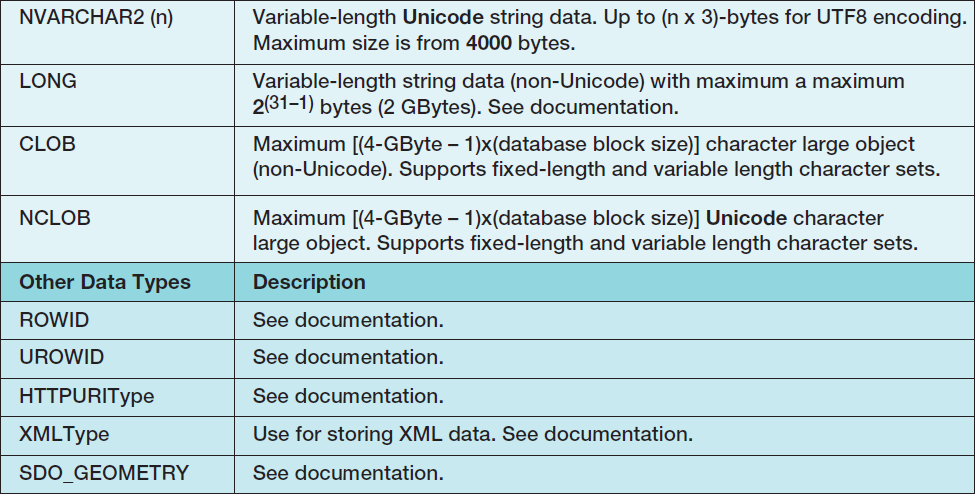 NVARCHAR2 (n) Variable-length Unicode string data. Up to (n x 3)-bytes for UTF8 encoding.
Maximum size is from 4000 bytes.
LONG Variable-length string data (non-Unicode) with maximum a maximum
2(31–1) bytes (2 GBytes). See documentation.
CLOB Maximum [(4-GByte – 1)x(database block size)] character large object
(non-Unicode). Supports fixed-length and variable length character sets.
NCLOB Maximum [(4-GByte – 1)x(database block size)] Unicode character
large object. Supports fixed-length and variable length character sets.
Other Data Types Description
ROWID See documentation.
UROWID See documentation.
HTTPURIType See documentation.
XMLType Use for storing XML data. See documentation.
SDO_GEOMETRY See documentation.